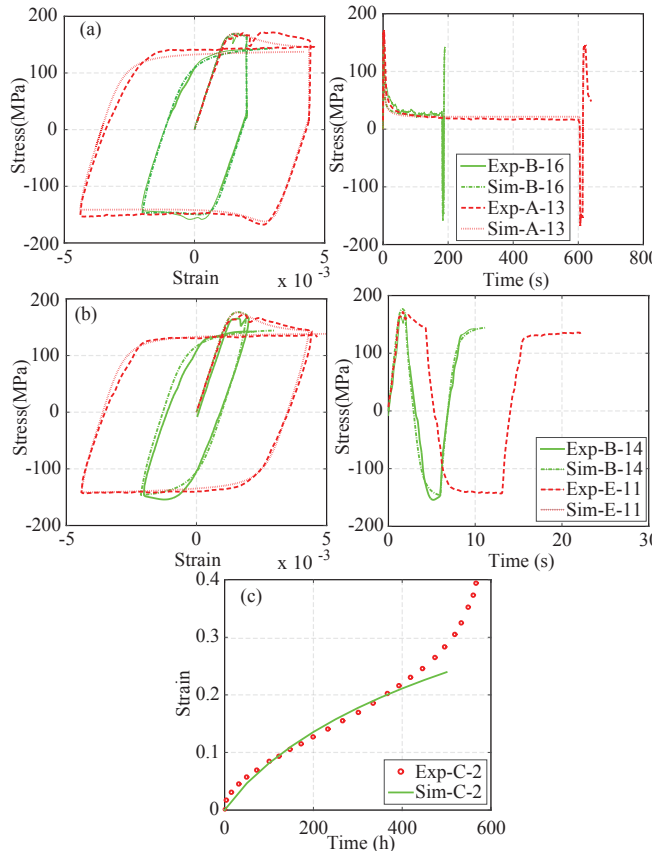 (a)
200
100
0
-100
-200
Stress(MPa)
-5 0 5
Strain
x 10 -3
200
100
0
-100
-200
Stress(MPa)
Exp-B-16
Sim-B-16
Exp-A-13
Sim-A-13
0 200 400 600 800
Time (s)
(b)
200
100
0
-100
-200
Stress(MPa)
-5 0 5
Strain
x 10 -3
200
100
0
-100
-200
Stress(MPa)
Exp-B-14
Sim-B-14
Exp-E-11
Sim-E-11
0 10 20 30
Time (s)
(c)
0.4
0.3
0.2
0.1
0
Strain
Exp-C-2
Sim-C-2
0 200 400 600
Time (h)